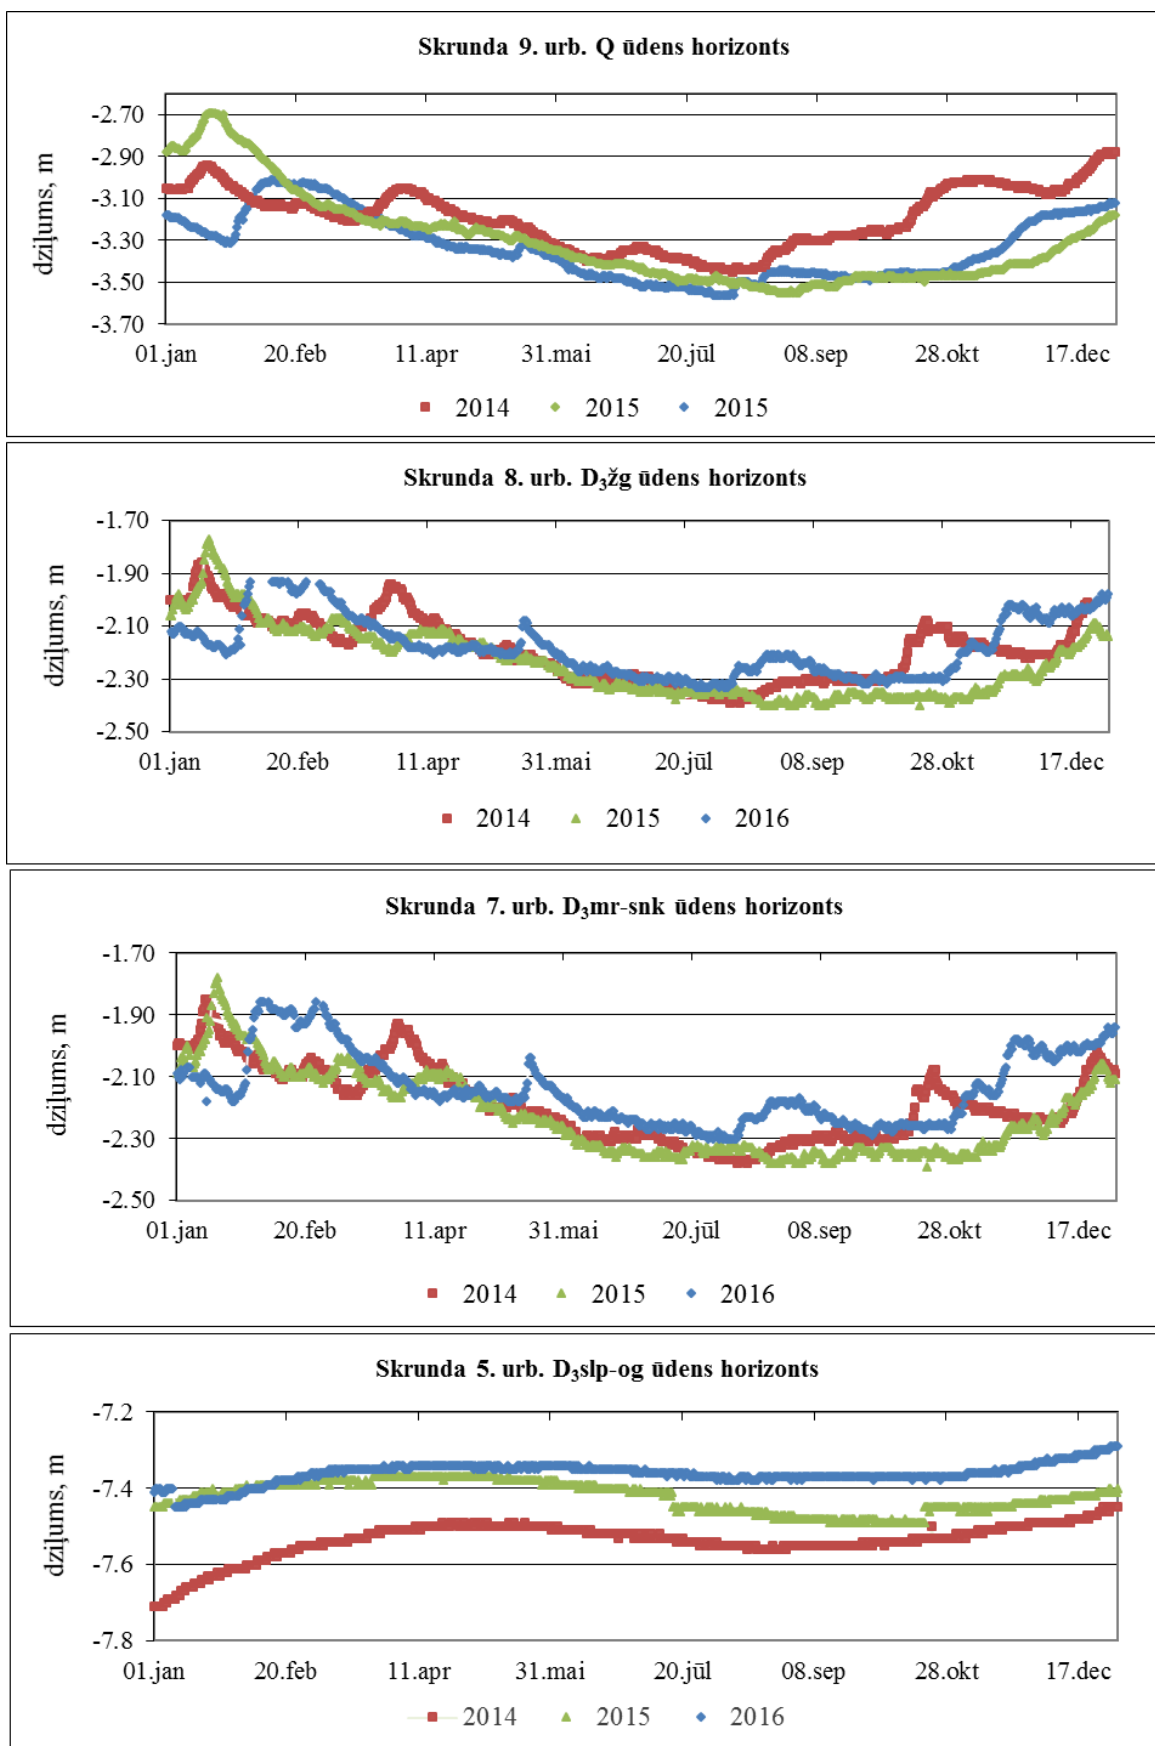 Skrunda 9. urb. Q ūdens horizonts
dziļums, m
-2.70
-2.90
-3.10
-3.30
-3.50
-3.70
01.jan 20.feb 11.apr 31.mai 20.jūl 08.sep 28.okt 17.dec
2014 2015 2015
Skrunda 8. urb. D₃žg ūdens horizonts
dziļums, m
-1.70
-1.90
-2.10
-2.30
-2.50
01.jan 20.feb 11.apr 31.mai 20.jūl 08.sep 28.okt 17.dec
2014 2015 2016
Skrunda 7. urb. D₃mr-snk ūdens horizonts
dziļums, m
-1.70
-1.90
-2.10
-2.30
-2.50
01.jan 20.feb 11.apr 31.mai 20.jūl 08.sep 28.okt 17.dec
2014 2015 2016
Skrunda 5. urb. D₃slp-og ūdens horizonts
dziļums, m
-7.2
-7.4
-7.6
-7.8
01.jan 20.feb 11.apr 31.mai 20.jūl 08.sep 28.okt 17.dec
2014 2015 2016